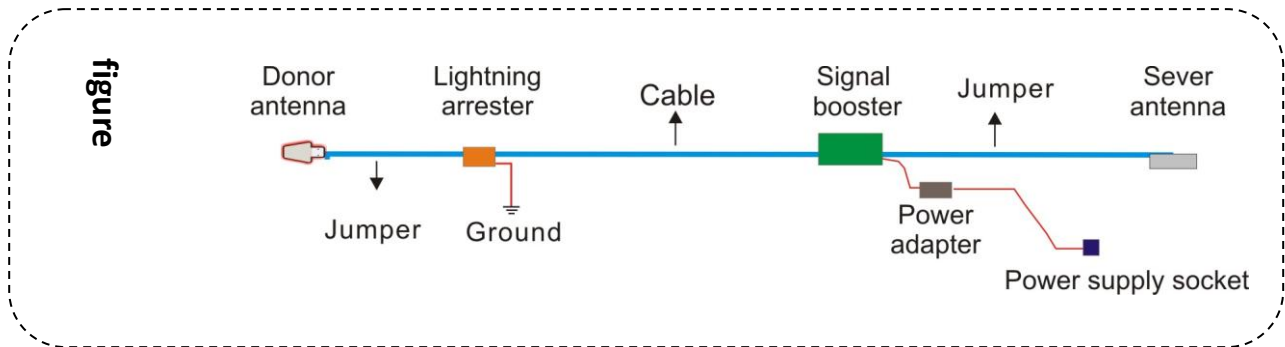 figure
Donor
antenna
Lightning
arrester
Cable
Signal
booster
Jumper
Sever
antenna
Jumper
Ground
Power
adapter
Power supply socket